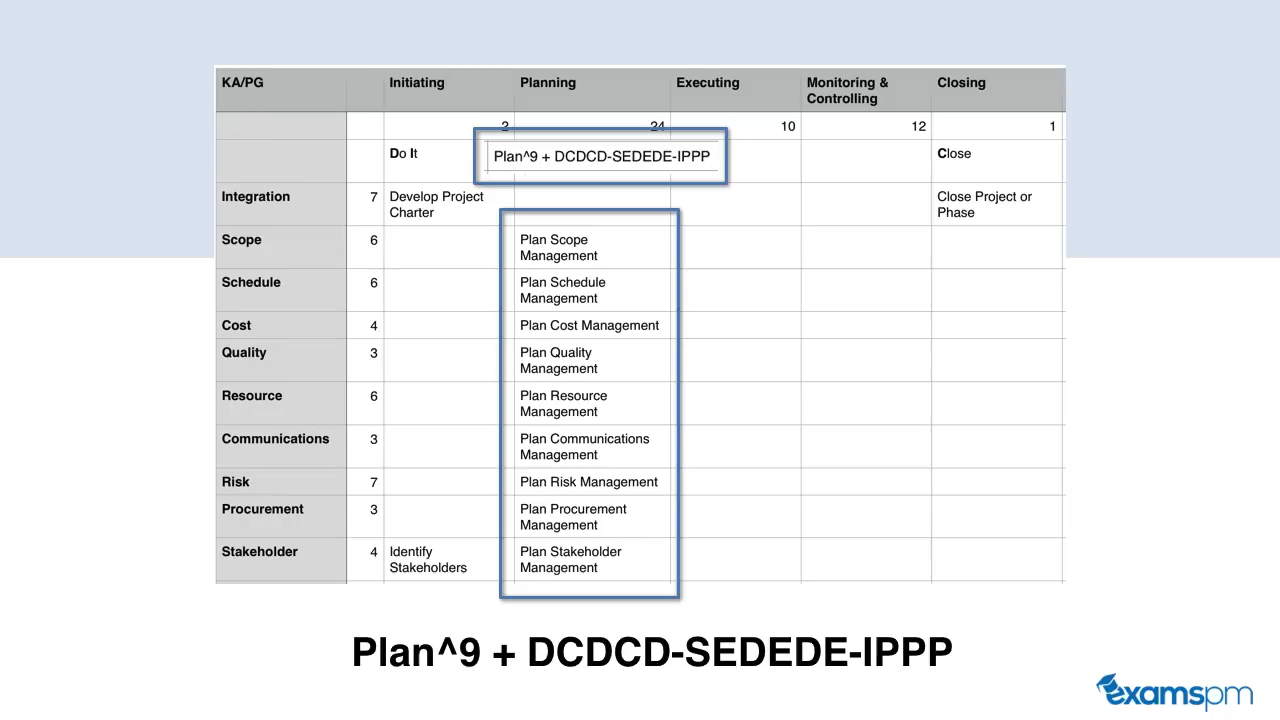 KA/PG Initiating Planning Executing Monitoring & Closing
Controlling
2 24 10 12 1
Do It Plan^9 + DCDCD-SEDEDE-IPPP Close
Integration 7 Develop Project Close Project or
Charter Phase
Scope 6 Plan Scope
Management
Schedule 6 Plan Schedule
Management
Cost 4 Plan Cost Management
Quality 3 Plan Quality
Management
Resource 6 Plan Resource
Management
Communications 3 Plan Communications
Management
Risk 7 Plan Risk Management
Procurement 3 Plan Procurement
Management
Stakeholder 4 Identify Plan Stakeholder
Stakeholders Management
Plan^9 + DCDCD-SEDEDE-IPPP
examspm